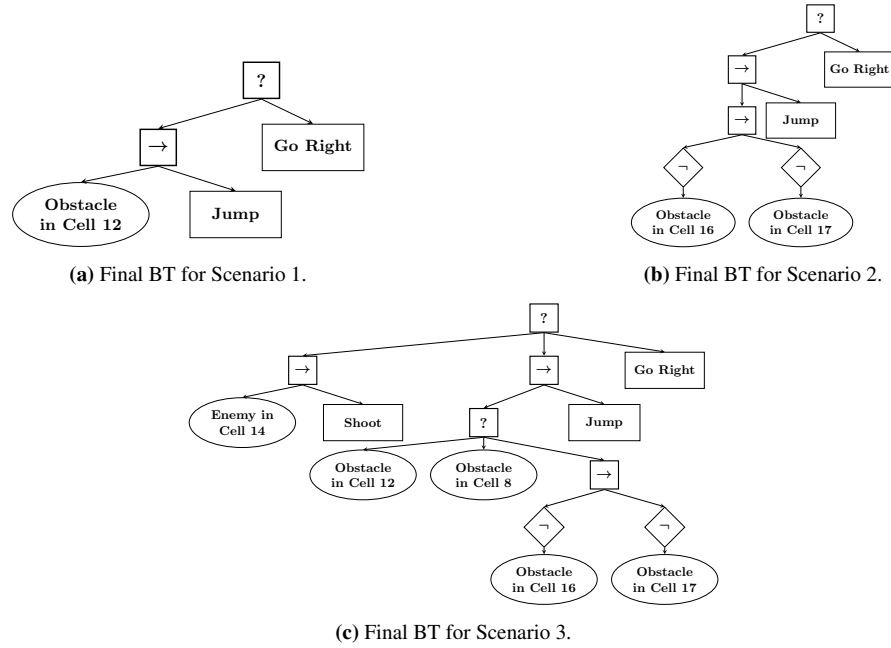 ?
→
Go Right
Obstacle
in Cell 12
Jump
(a) Final BT for Scenario 1.
?
→
Go Right
→
Jump
¬
¬
Obstacle
in Cell 16
Obstacle
in Cell 17
(b) Final BT for Scenario 2.
?
→
→
Go Right
Enemy in
Cell 14
Shoot
?
Jump
Obstacle
in Cell 12
Obstacle
in Cell 8
→
¬
¬
Obstacle
in Cell 16
Obstacle
in Cell 17
(c) Final BT for Scenario 3.